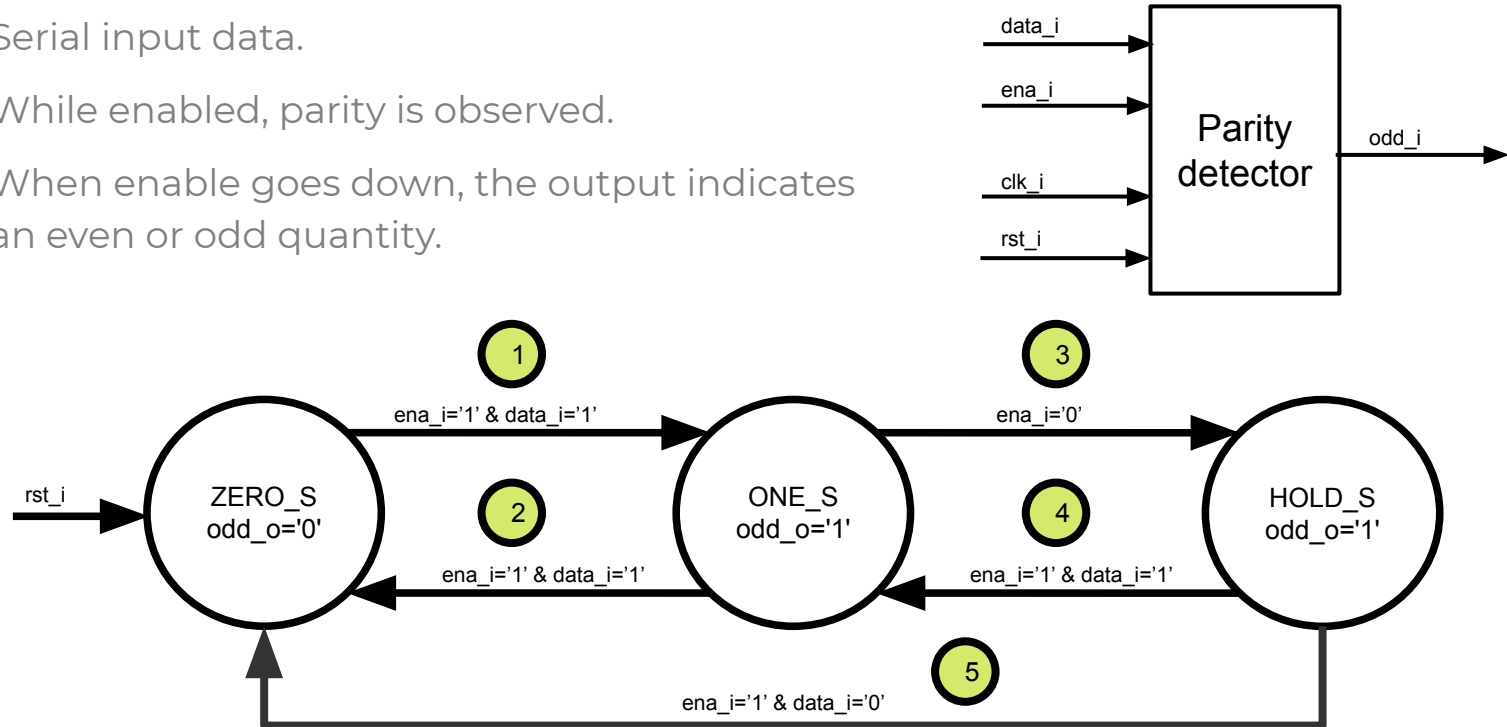 Serial input data.
While enabled, parity is observed.
When enable goes down, the output indicates
an even or odd quantity.
data_i
ena_i
clk_i
rst_i
Parity
detector
odd_i
1
3
ena_i='1' & data_i='1'
ena_i='0'
rst_i
ZERO_S
odd_o='0'
2
ONE_S
odd_o='1'
4
HOLD_S
odd_o='1'
ena_i='1' & data_i='1'
ena_i='1' & data_i='1'
5
ena_i='1' & data_i='0'